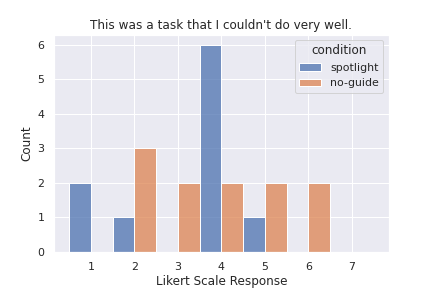 This was a task that I couldn't do very well.
condition
spotlight
no-guide
6
5
4
3
2
1
0
Count
1 2 3 4 5 6 7
Likert Scale Response